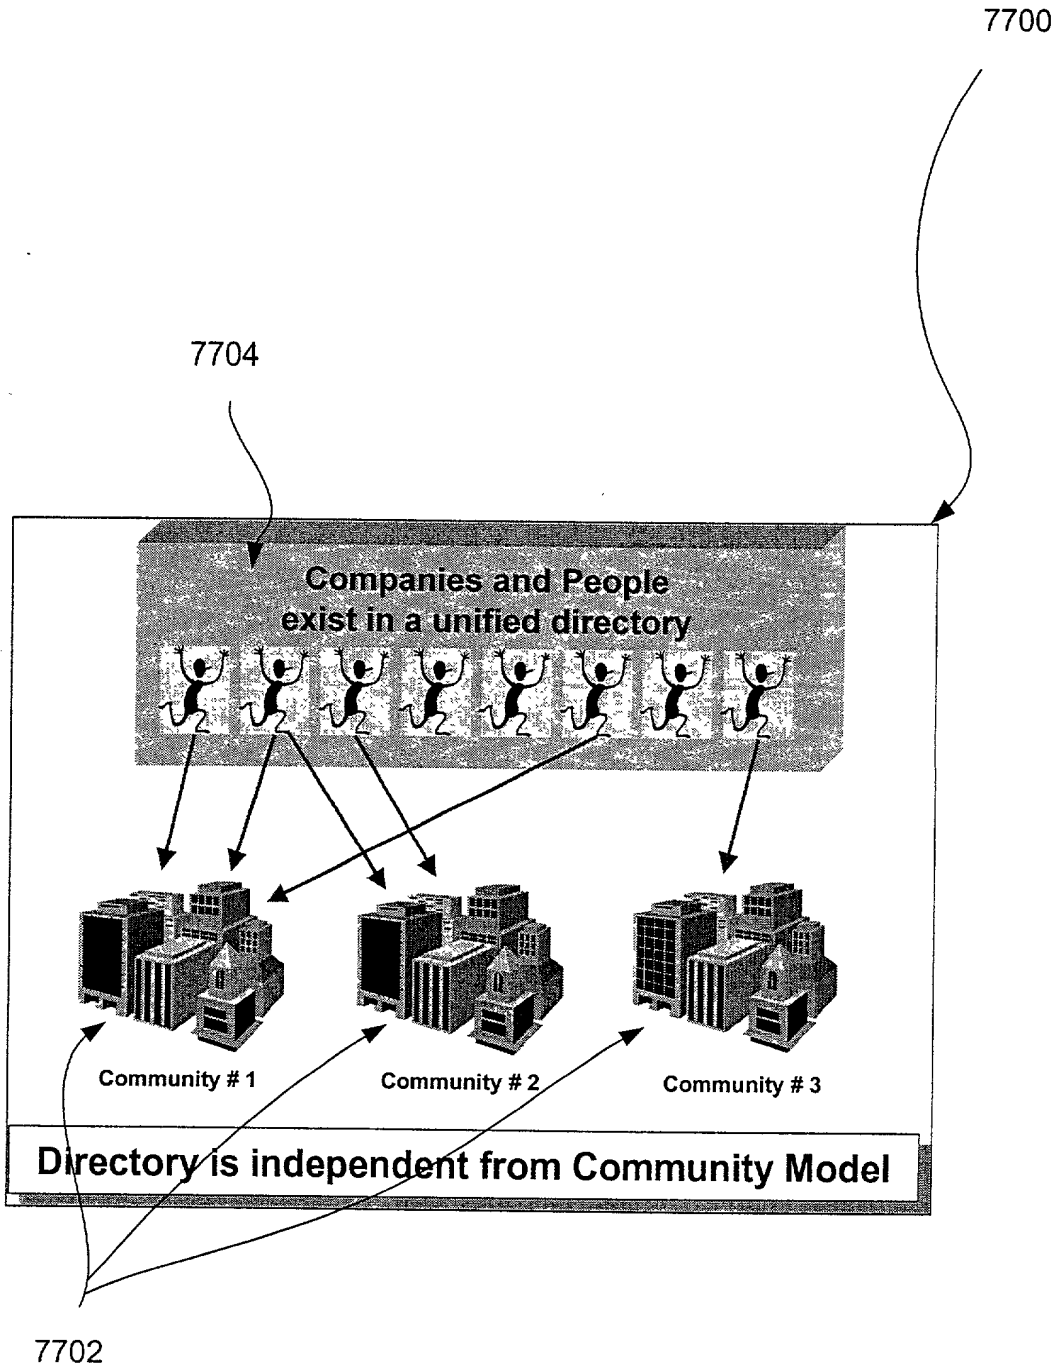 7700
7704
Companies and People
exist in a unified directory
Community # 1
Community # 2
Community # 3
Directory is independent from Community Model
7702